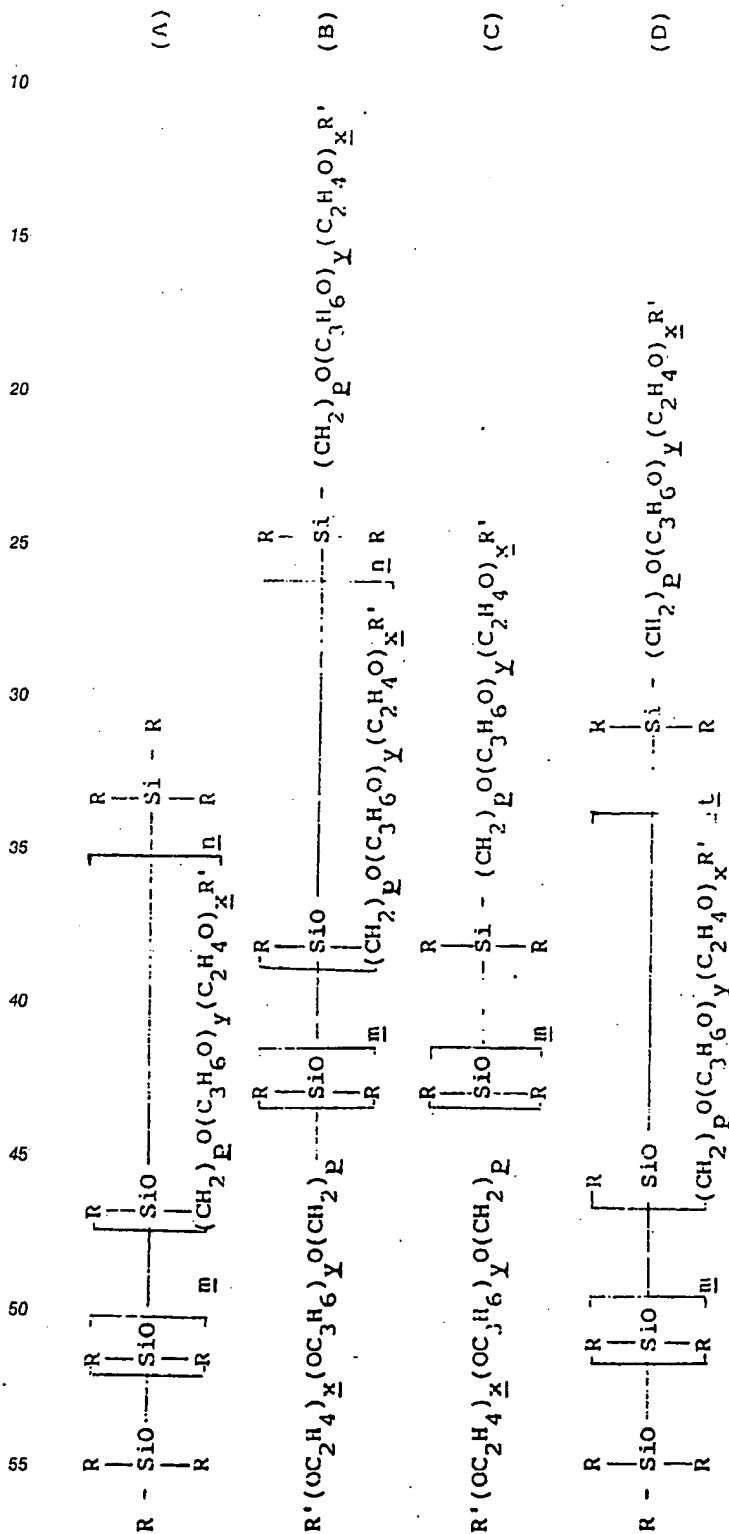 55 50 45 40 35 30 25 20 15 10
R R R R
R - SiO SiO SiO Si - R (A)
R R m (CH2)pO(C3H6O)y(C2H4O)xR' n R
R R R
R'(OC2H4)x(OC3H6)yO(CH2)p SiO SiO Si - (CH2)pO(C3H6O)y(C2H4O)xR' (B)
R m (CH2)pO(C3H6O)y(C2H4O)xR' n R
R R
R'(OC2H4)x(OC3H6)yO(CH2)p SiO Si - (CH2)pO(C3H6O)y(C2H4O)xR' (C)
R m R
R R R R
R - SiO SiO SiO Si - (CH2)pO(C3H6O)y(C2H4O)xR' (D)
R R m (CH2)pO(C3H6O)y(C2H4O)xR' t R